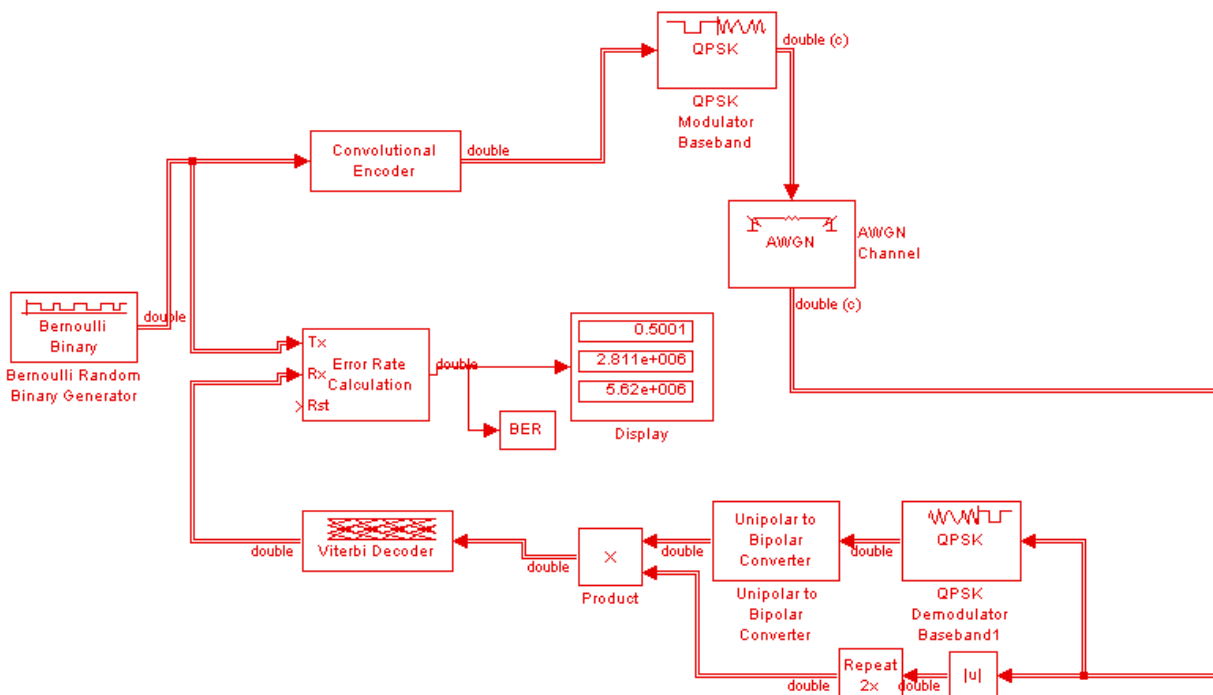 QPSK
double (c)
QPSK
Modulator
Baseband
Convolutional
Encoder
double
AWGN
AWGN
Channel
double (c)
Bernoulli
Binary
double
Bernoulli Random
Binary Generator
Tx
Rx
Rst
Error Rate
Calculation
double
0.5001
2.811e+006
5.62e+006
Display
BER
double
Viterbi Decoder
double
×
Product
double
Unipolar to
Bipolar
Converter
Unipolar to
Bipolar
Converter
double
QPSK
QPSK
Demodulator
Baseband1
double
Repeat
2x
double
|u|